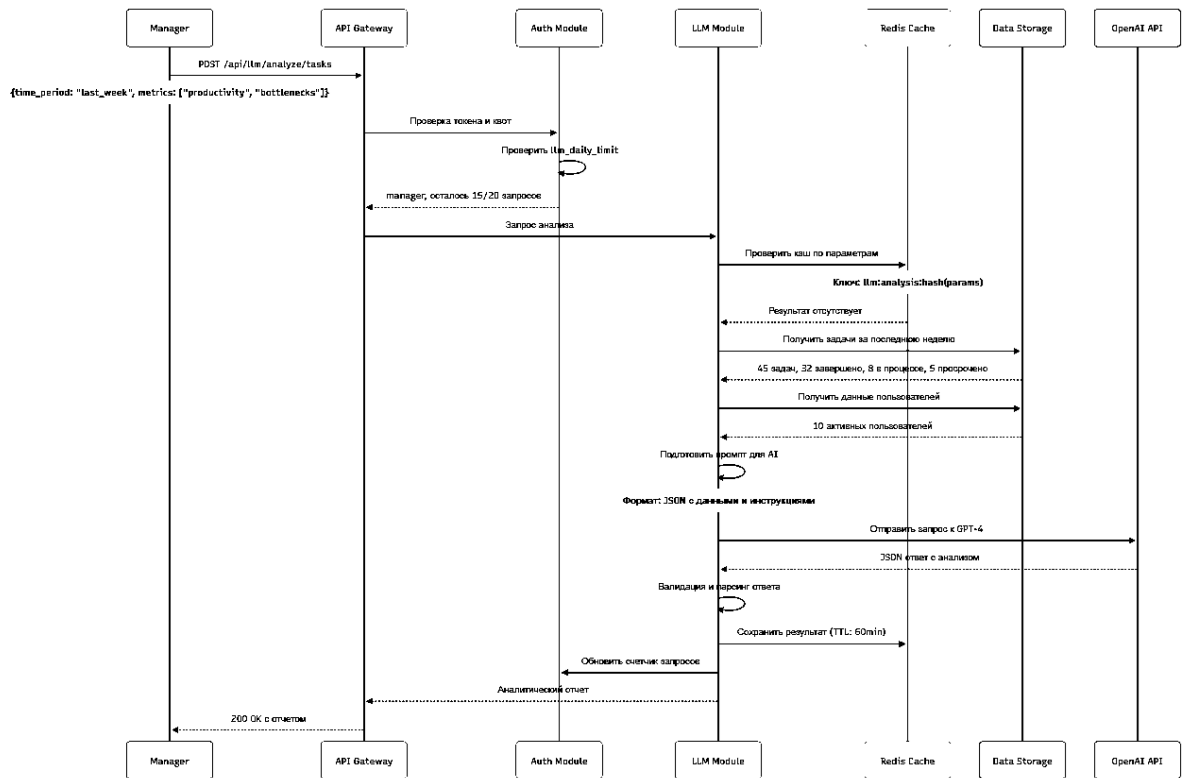 Manager
API Gateway
Auth Module
LLM Module
Redis Cache
Data Storage
OpenAI API
POST /api/llm/analyze/tasks
{time_period: "last_week", metrics: ["productivity", "bottlenecks"]}
Проверка токена и квот
Проверить llm_daily_limit
manager, осталось 15/20 запросов
Запрос анализа
Проверить кэш по параметрам
Ключ: llm:analysis:hash(params)
Результат отсутствует
Получить задачи за последнюю неделю
45 задач, 32 завершено, 8 в процессе, 5 просрочено
Получить данные пользователей
10 активных пользователей
Подготовить промпт для AI
Формат: JSON с данными и инструкциями
Отправить запрос к GPT-4
JSON ответ с анализом
Валидация и парсинг ответа
Сохранить результат (TTL: 60min)
Обновить счетчик запросов
Аналитический отчет
200 OK с отчетом
Manager
API Gateway
Auth Module
LLM Module
Redis Cache
Data Storage
OpenAI API